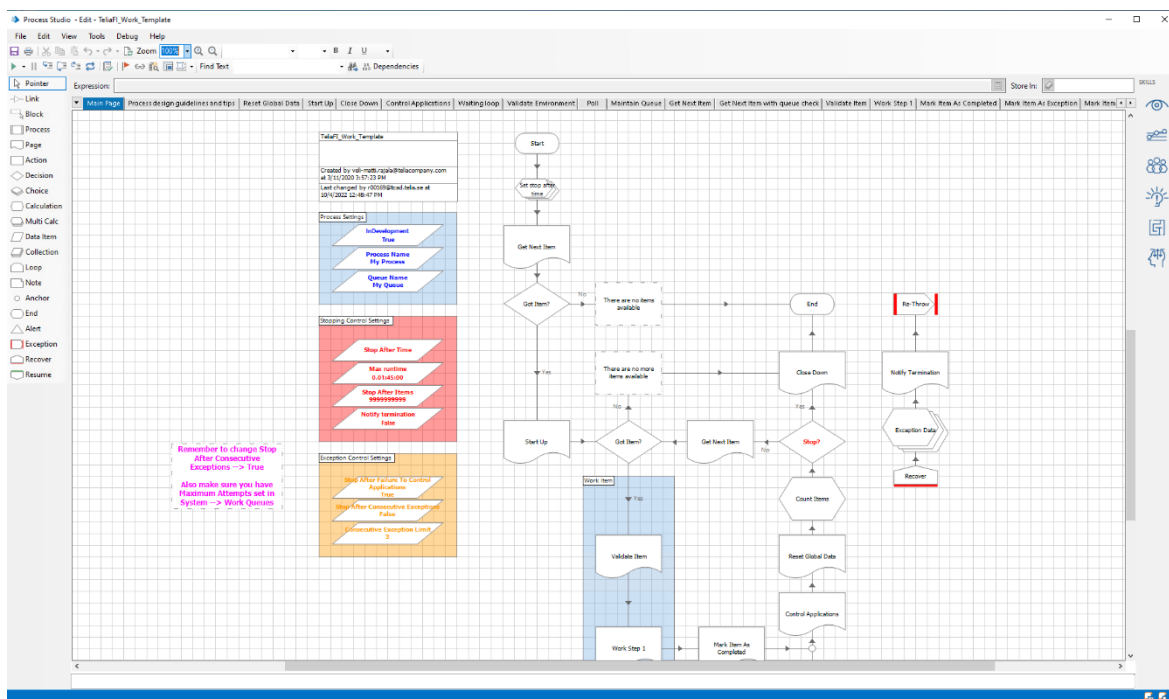 Process Studio - Edit - TeliaFI_Work_Template
File Edit View Tools Debug Help
Zoom 100% B I U
Find Text Dependencies
Pointer
Link
Block
Process
Page
Action
Decision
Choice
Calculation
Multi Calc
Data Item
Collection
Loop
Note
Anchor
End
Alert
Exception
Recover
Resume
Expression: Store In:
SKILLS
Main Page Process design guidelines and tips Reset Global Data Start Up Close Down Control Applications Waiting loop Validate Environment Poll Maintain Queue Get Next Item Get Next Item with queue check Validate Item Work Step 1 Mark Item As Completed Mark Item As Exception Mark Item
TeliaFI_Work_Template
Created by veli-matti.rajala@teliacompany.com
at 3/11/2020 3:57:23 PM
Last changed by r00169@tcad.telia.se at
10/4/2022 12:48:47 PM
Process Settings
InDevelopment
True
Process Name
My Process
Queue Name
My Queue
Stopping Control Settings
Stop After Time
Max runtime
0.01:45:00
Stop After Items
9999999999
Notify termination
False
Exception Control Settings
Stop After Failure To Control
Applications
True
Stop After Consecutive Exceptions
False
Consecutive Exception Limit
3
Remember to change Stop
After Consecutive
Exceptions --> True
Also make sure you have
Maximum Attempts set in
System --> Work Queues
Start
Set stop after
time
Get Next Item
Got Item?
No
There are no items
available
End
Re-Throw
Yes
There are no more
items available
Close Down
Notify Termination
No
Yes
Start Up
Got Item?
Get Next Item
No
Stop?
Exception Data
Recover
Work Item
Yes
Count Items
Validate Item
Reset Global Data
Control Applications
Work Step 1
Mark Item As
Completed